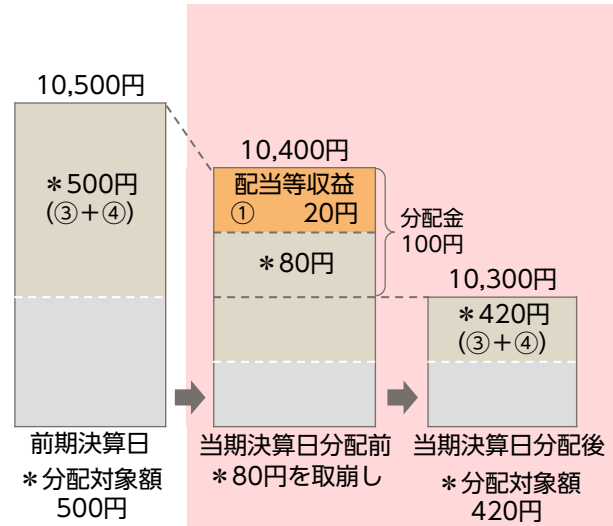 10,500円
＊500円
(③＋④)
前期決算日
＊分配対象額
500円
10,400円
配当等収益
① 20円
＊80円
分配金
100円
当期決算日分配前
＊80円を取崩し
10,300円
＊420円
(③＋④)
当期決算日分配後
＊分配対象額
420円